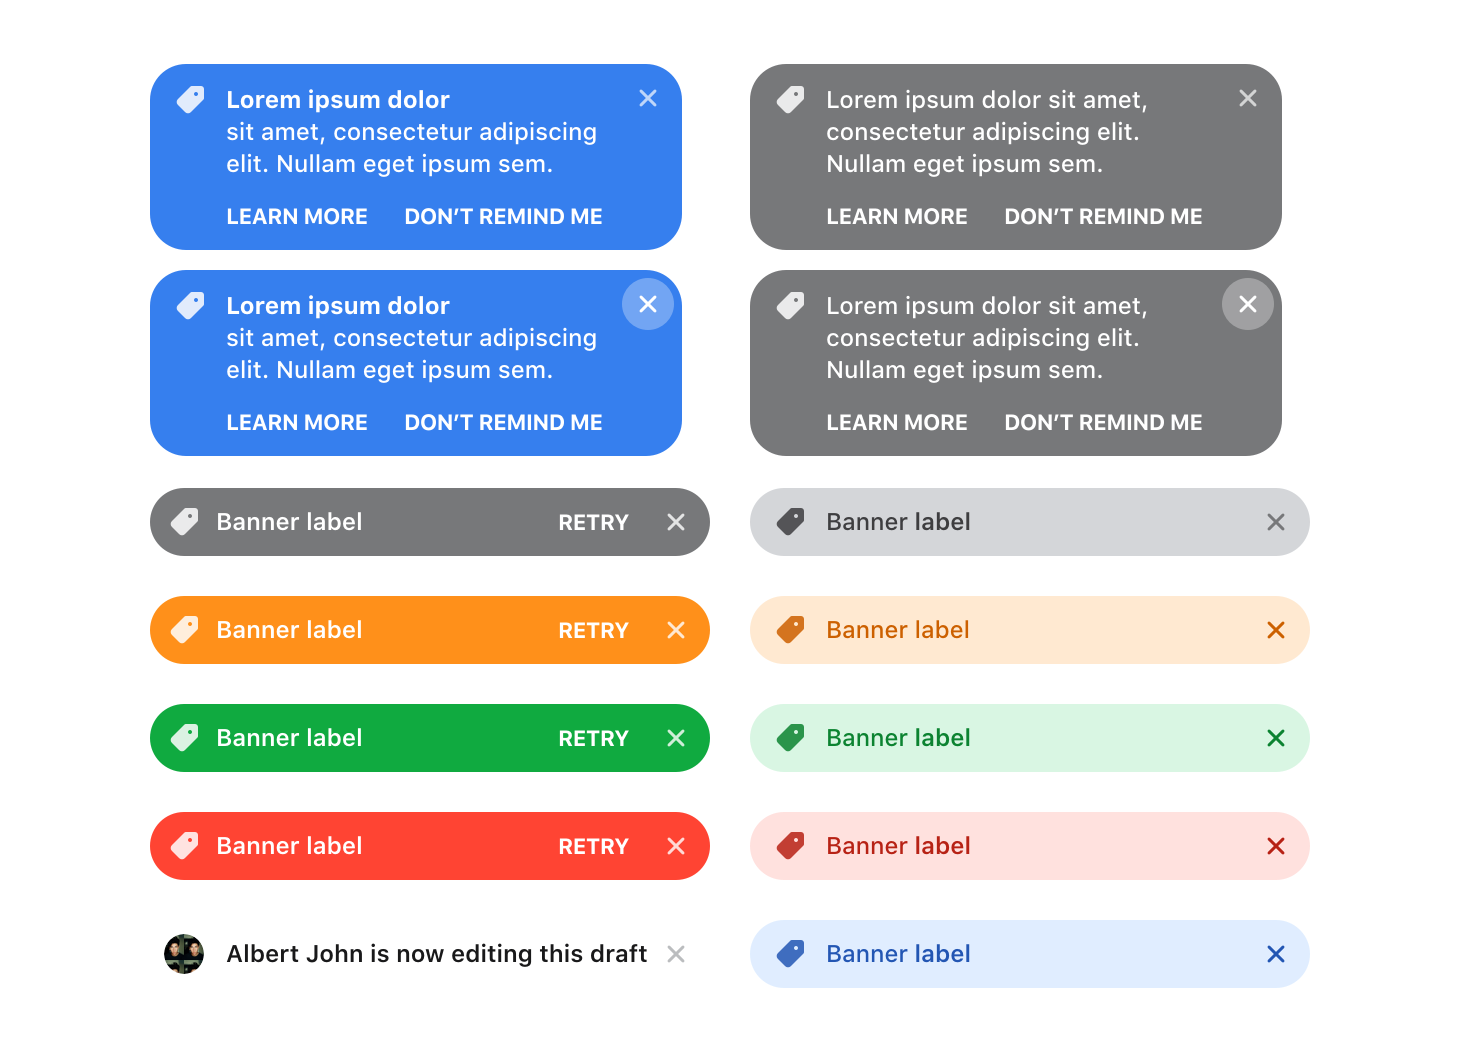 Lorem ipsum dolor
sit amet, consectetur adipiscing
elit. Nullam eget ipsum sem.
LEARN MORE DON’T REMIND ME
Lorem ipsum dolor sit amet,
consectetur adipiscing elit.
Nullam eget ipsum sem.
LEARN MORE DON’T REMIND ME
Lorem ipsum dolor
sit amet, consectetur adipiscing
elit. Nullam eget ipsum sem.
LEARN MORE DON’T REMIND ME
Lorem ipsum dolor sit amet,
consectetur adipiscing elit.
Nullam eget ipsum sem.
LEARN MORE DON’T REMIND ME
Banner label RETRY
Banner label
Banner label RETRY
Banner label
Banner label RETRY
Banner label
Banner label RETRY
Banner label
Albert John is now editing this draft
Banner label